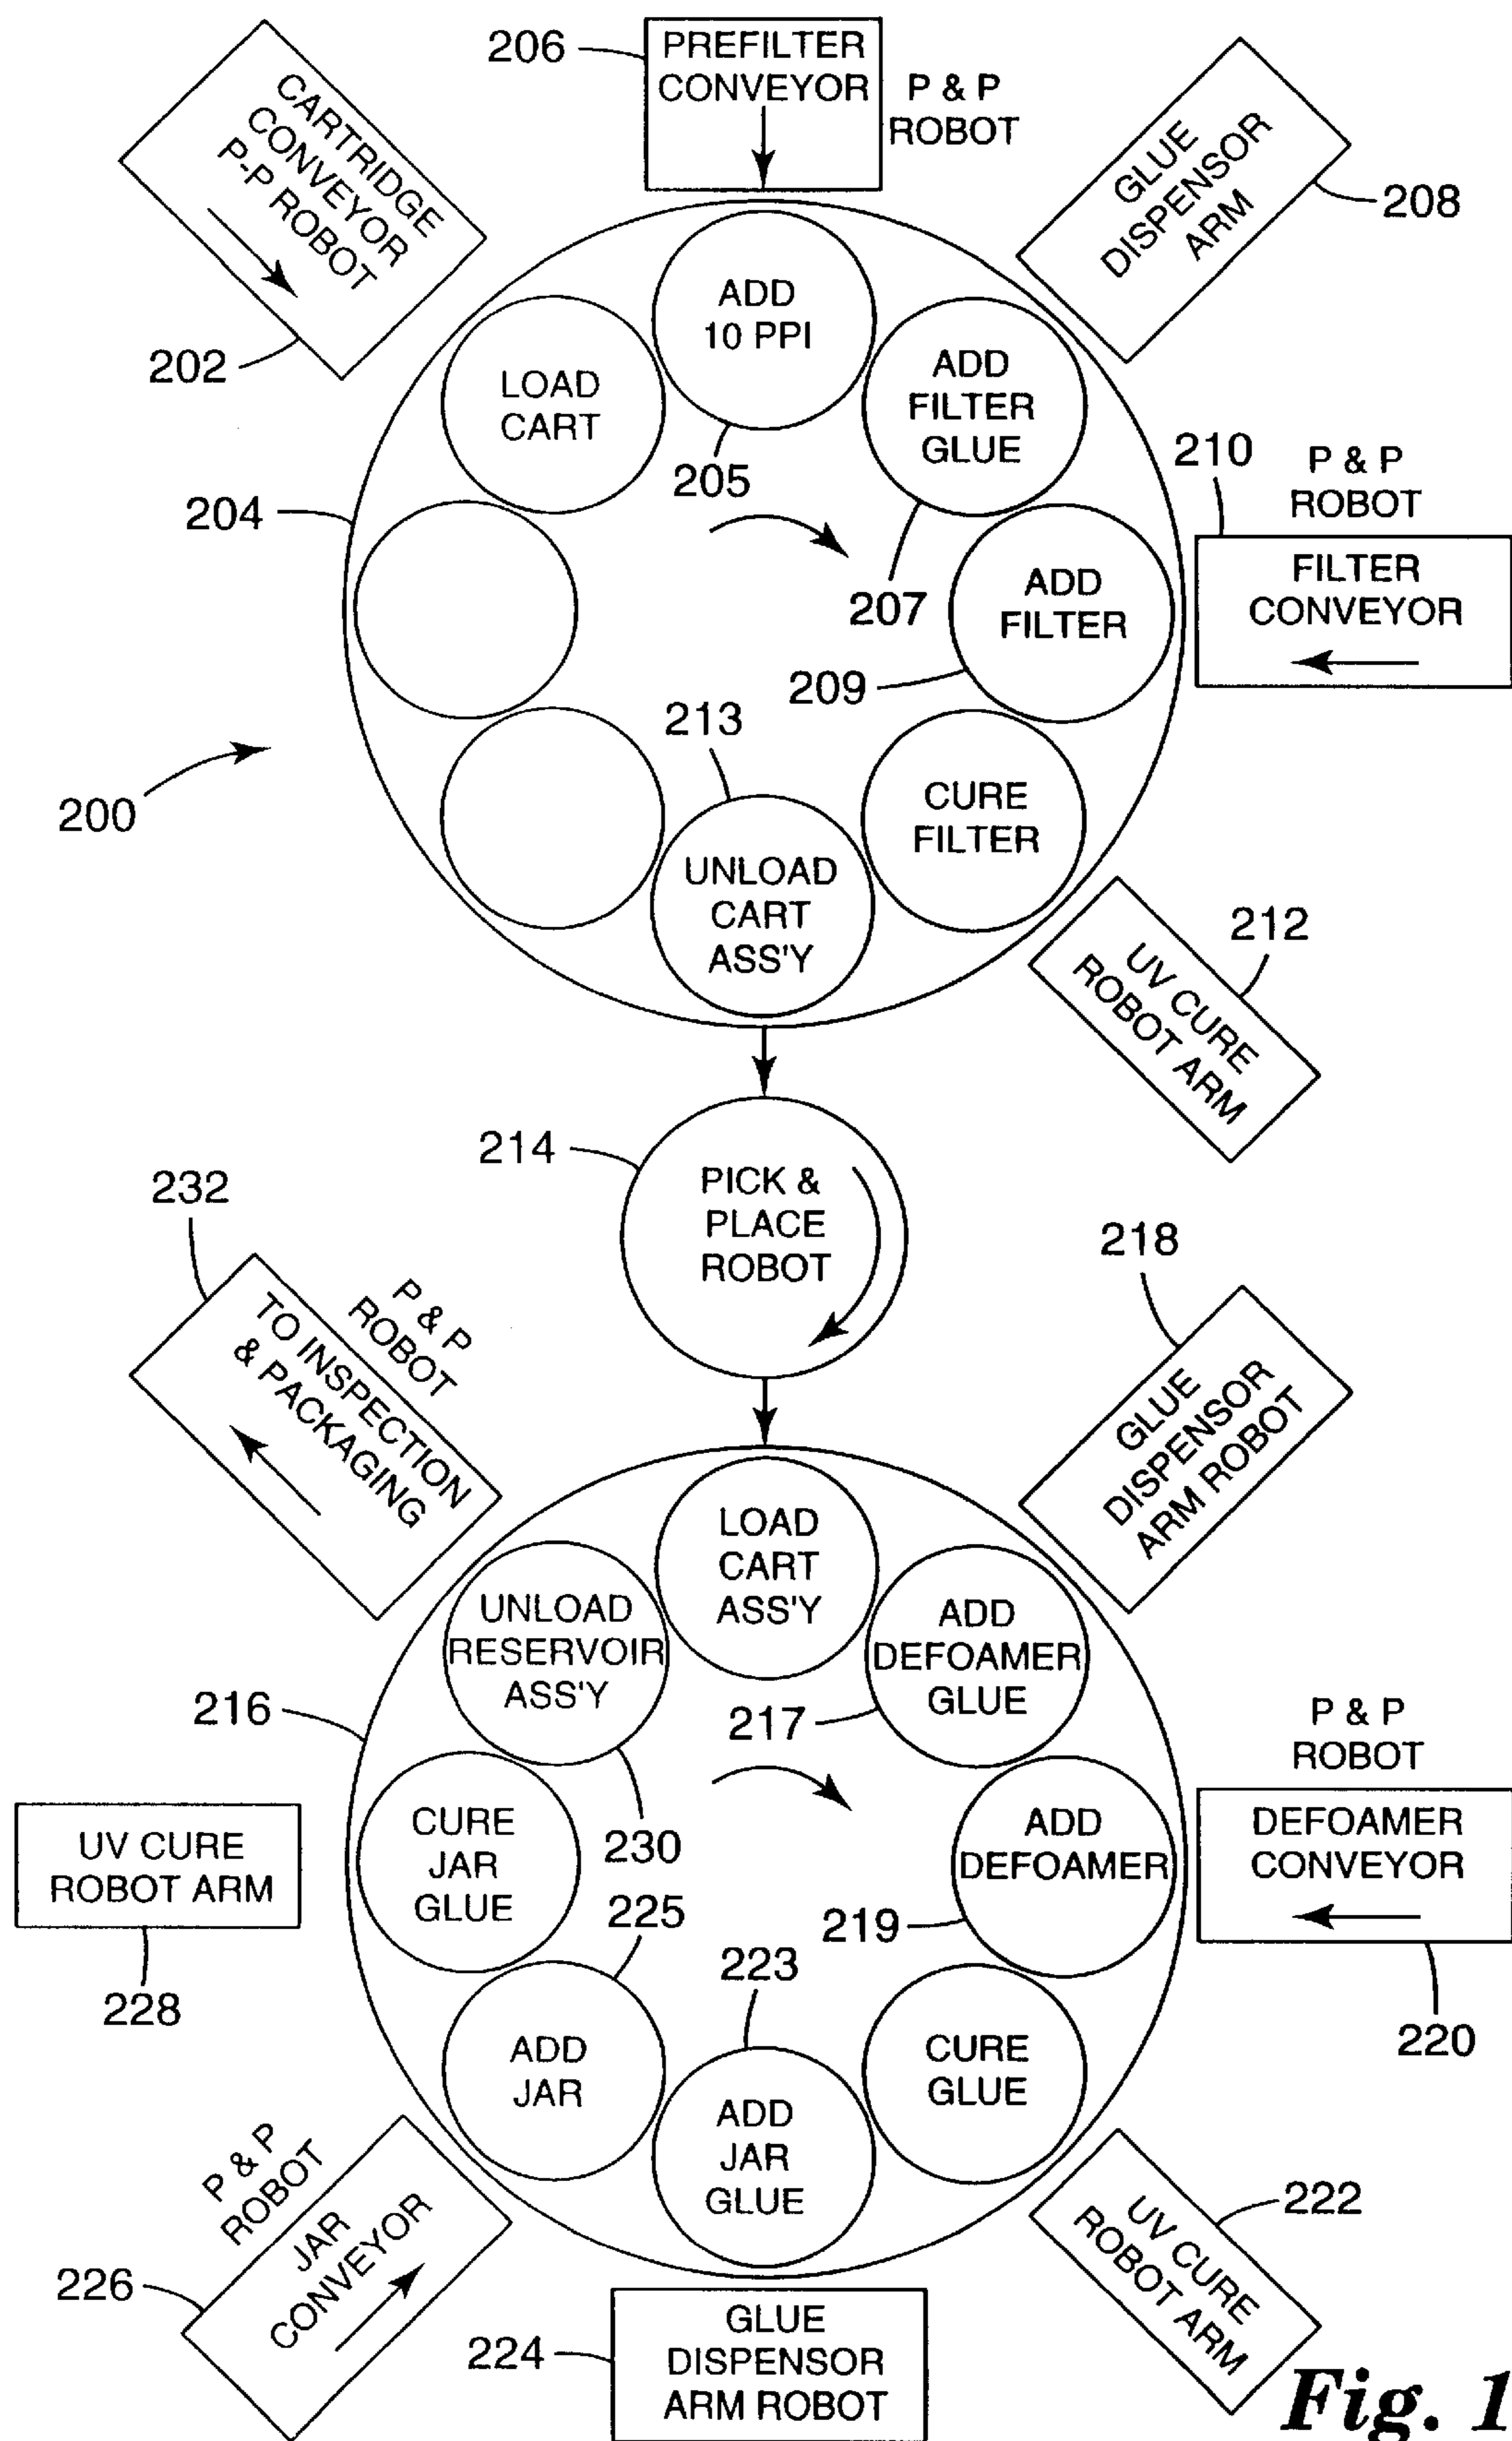 206
PREFILTER
CONVEYOR
P & P
ROBOT
CARTRIDGE
CONVEYOR
P-P ROBOT
202
GLUE
DISPENSOR
ARM
208
ADD
10 PPI
205
LOAD
CART
ADD
FILTER
GLUE
207
204
210
P & P
ROBOT
FILTER
CONVEYOR
ADD
FILTER
209
213
200
CURE
FILTER
UNLOAD
CART
ASS'Y
212
UV CURE
ROBOT ARM
214
PICK &
PLACE
ROBOT
232
P & P
ROBOT
TO INSPECTION
& PACKAGING
218
GLUE
DISPENSOR
ARM ROBOT
LOAD
CART
ASS'Y
UNLOAD
RESERVOIR
ASS'Y
ADD
DEFOAMER
GLUE
217
216
230
P & P
ROBOT
DEFOAMER
CONVEYOR
220
ADD
DEFOAMER
219
UV CURE
ROBOT ARM
228
CURE
JAR
GLUE
225
223
ADD
JAR
ADD
JAR
GLUE
CURE
GLUE
222
UV CURE
ROBOT ARM
P & P
ROBOT
JAR
CONVEYOR
226
224
GLUE
DISPENSOR
ARM ROBOT
Fig. 1